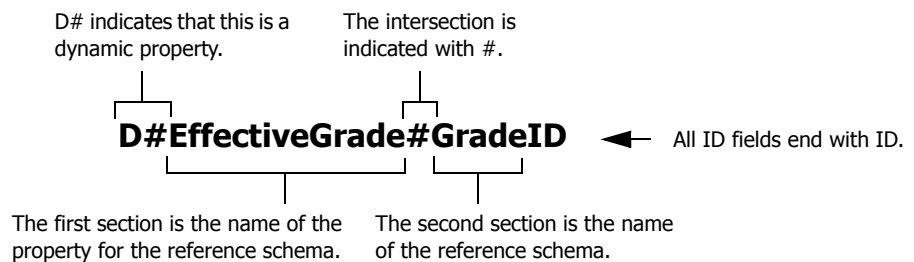 D# indicates that this is a
dynamic property.
The intersection is
indicated with #.
D#EffectiveGrade#GradeID
All ID fields end with ID.
The first section is the name of the
property for the reference schema.
The second section is the name
of the reference schema.